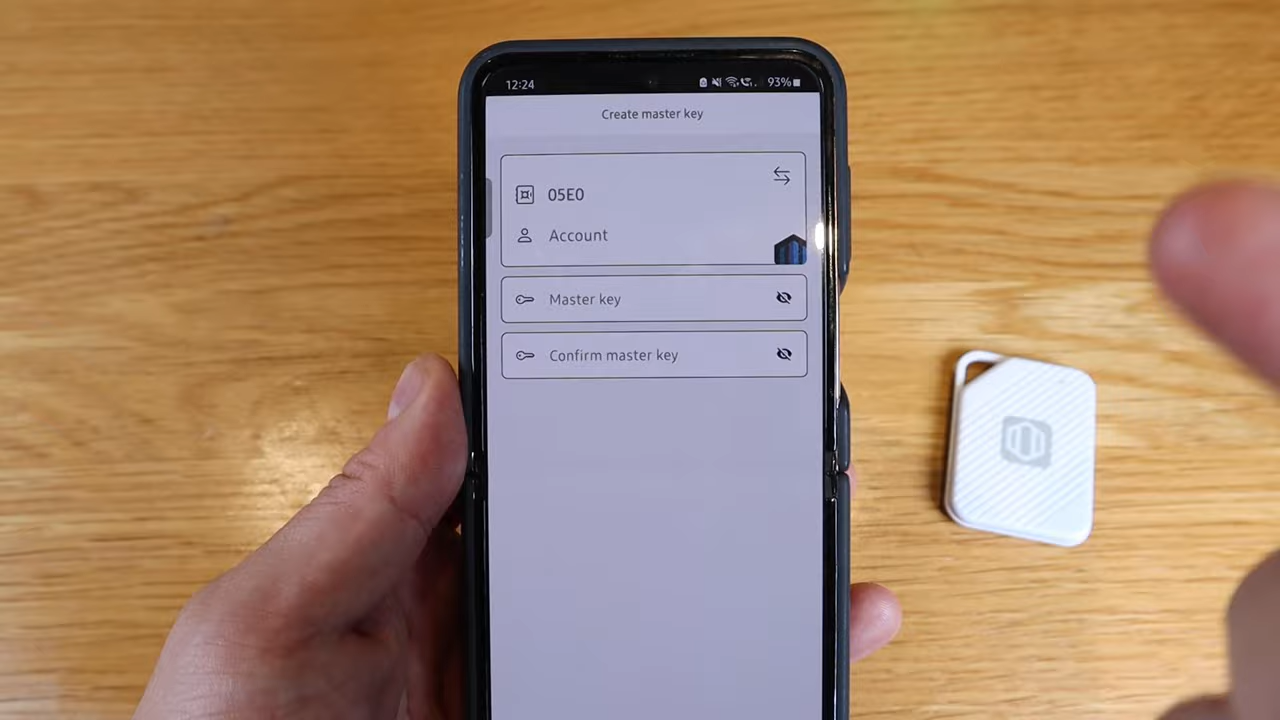 12:24
93%
Create master key
05E0
Account
Master key
Confirm master key